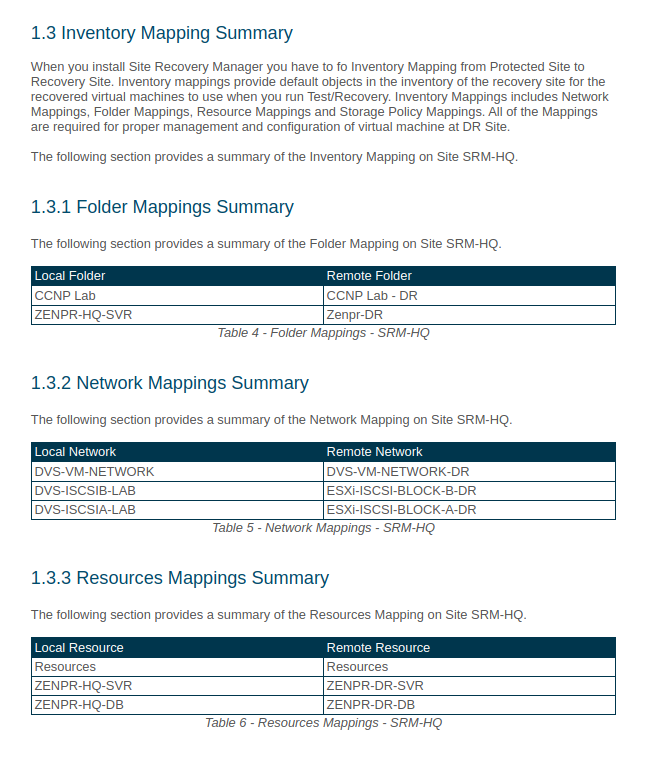 1.3 Inventory Mapping Summary
When you install Site Recovery Manager you have to fo Inventory Mapping from Protected Site to
Recovery Site. Inventory mappings provide default objects in the inventory of the recovery site for the
recovered virtual machines to use when you run Test/Recovery. Inventory Mappings includes Network
Mappings, Folder Mappings, Resource Mappings and Storage Policy Mappings. All of the Mappings
are required for proper management and configuration of virtual machine at DR Site.
The following section provides a summary of the Inventory Mapping on Site SRM-HQ.
1.3.1 Folder Mappings Summary
The following section provides a summary of the Folder Mapping on Site SRM-HQ.
Local Folder Remote Folder
CCNP Lab CCNP Lab - DR
ZENPR-HQ-SVR Zenpr-DR
Table 4 - Folder Mappings - SRM-HQ
1.3.2 Network Mappings Summary
The following section provides a summary of the Network Mapping on Site SRM-HQ.
Local Network Remote Network
DVS-VM-NETWORK DVS-VM-NETWORK-DR
DVS-ISCSIB-LAB ESXi-ISCSI-BLOCK-B-DR
DVS-ISCSIA-LAB ESXi-ISCSI-BLOCK-A-DR
Table 5 - Network Mappings - SRM-HQ
1.3.3 Resources Mappings Summary
The following section provides a summary of the Resources Mapping on Site SRM-HQ.
Local Resource Remote Resource
Resources Resources
ZENPR-HQ-SVR ZENPR-DR-SVR
ZENPR-HQ-DB ZENPR-DR-DB
Table 6 - Resources Mappings - SRM-HQ